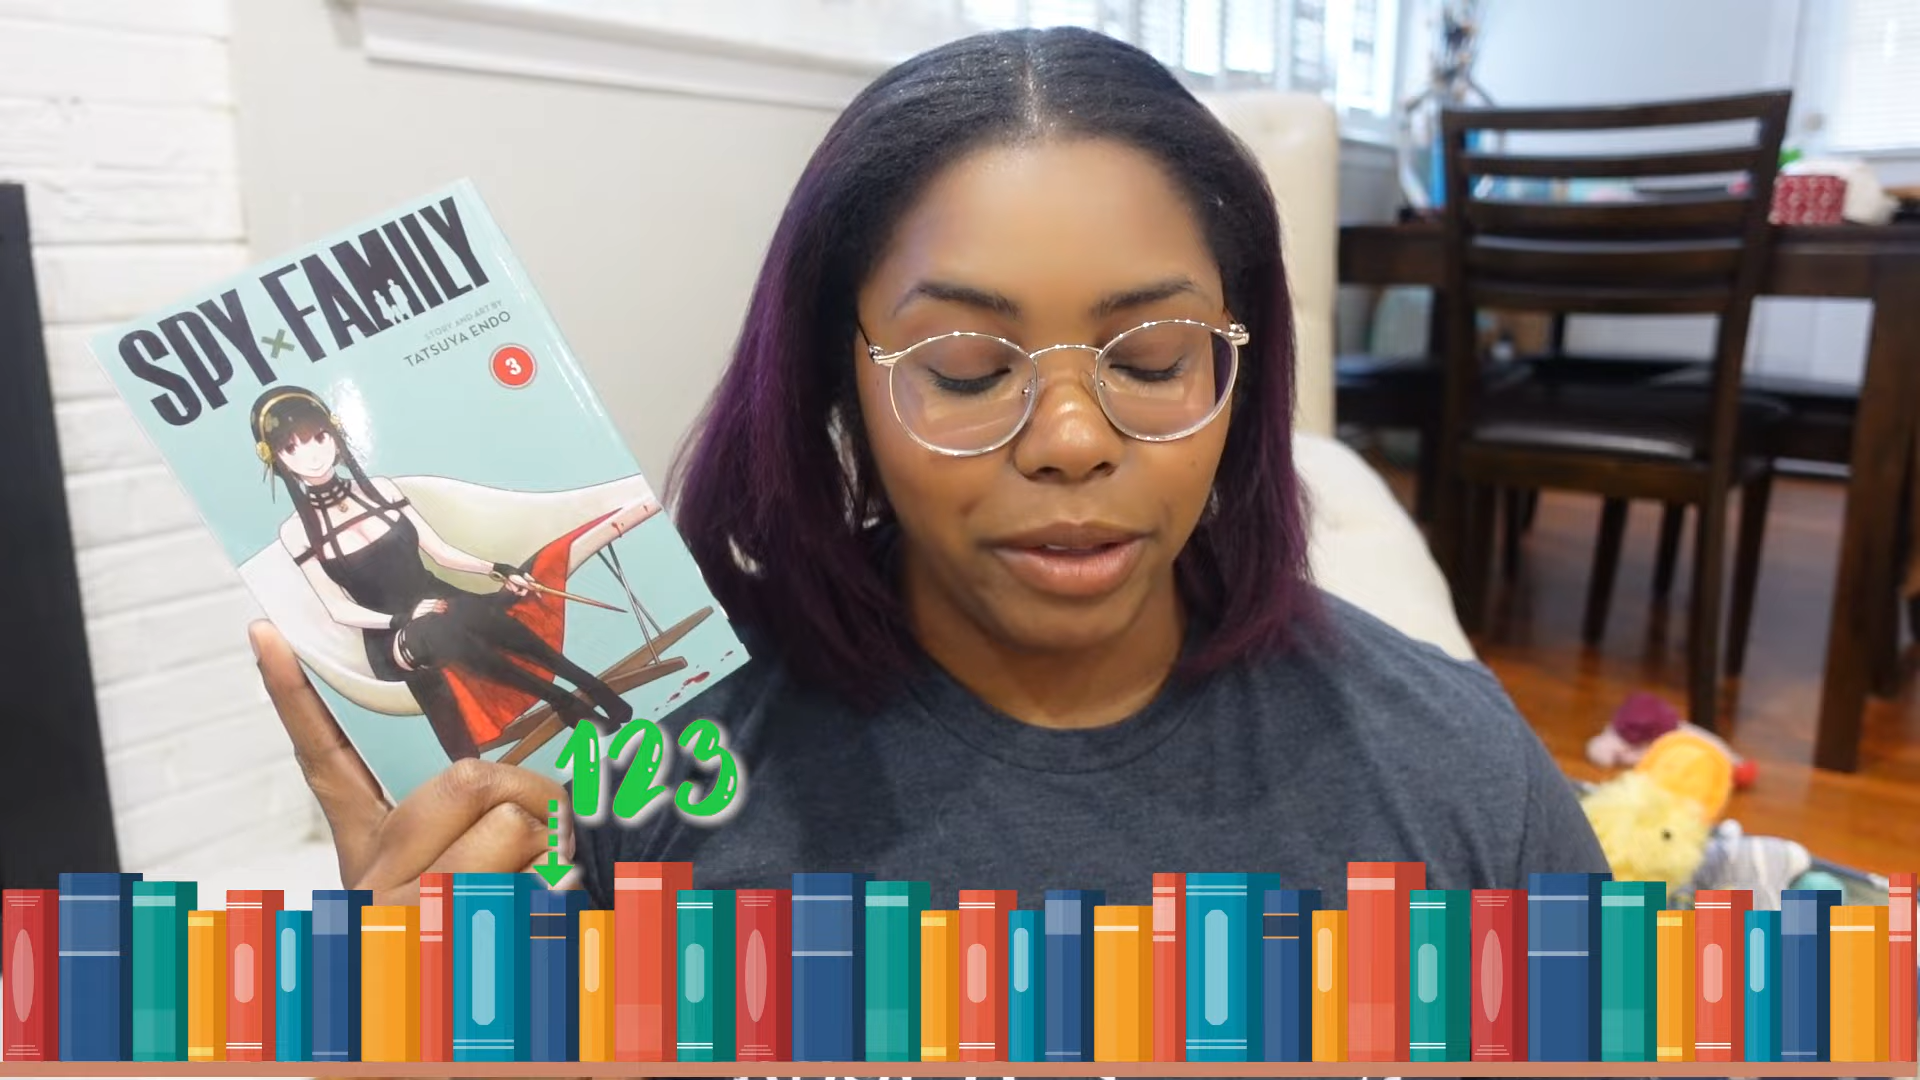 SPY×FAMILY
STORY AND ART BY
TATSUYA ENDO
3
123